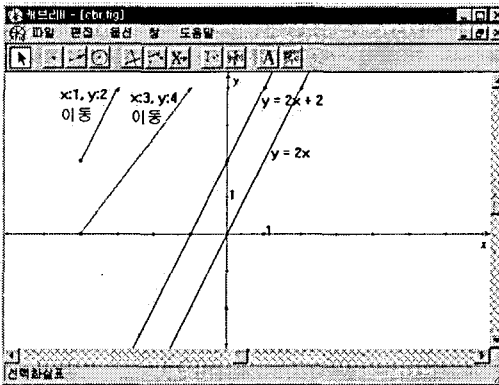 캐브리Ⅱ - [cbr.fig]
파일 편집 옵션 창 도움말
x:1, y:2 이동
x:3, y:4 이동
y
y = 2x + 2
y = 2x
1
1
x
선택화살표